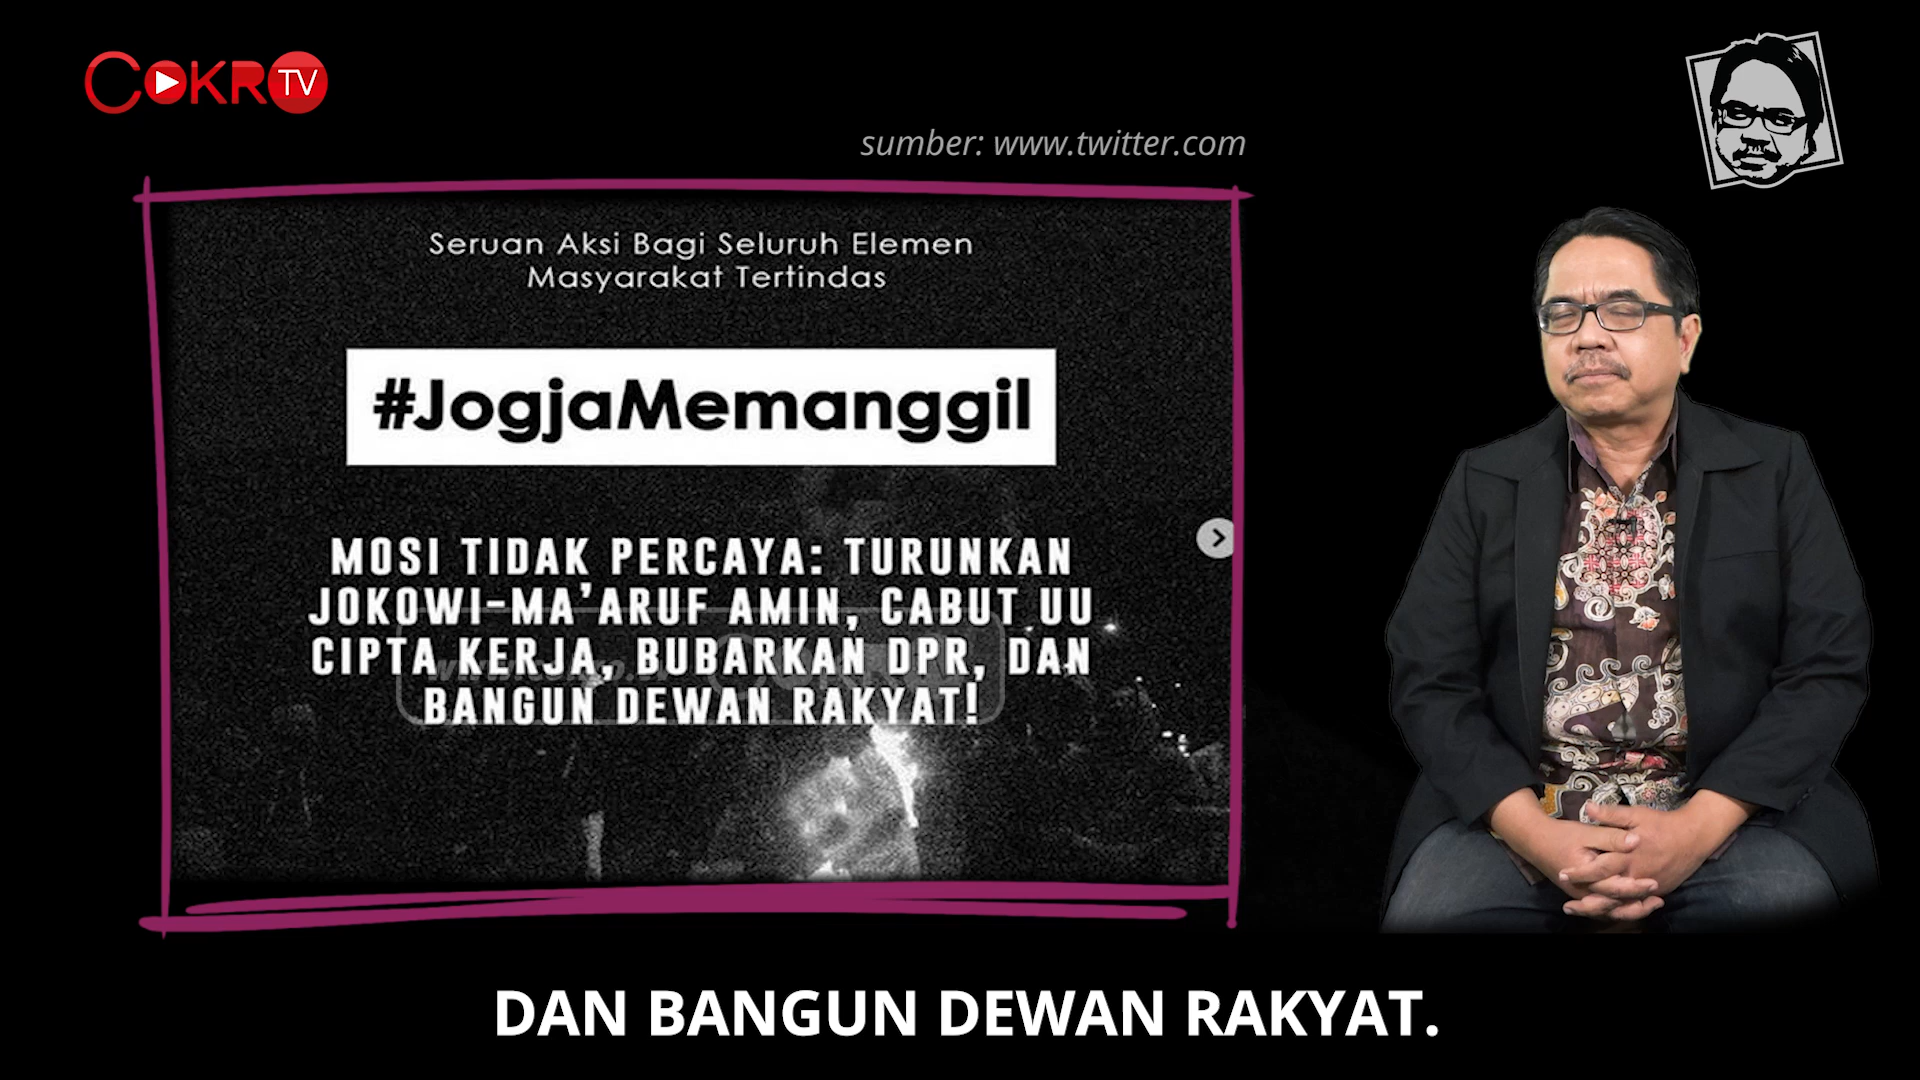 COKRO TV
sumber: www.twitter.com
Seruan Aksi Bagi Seluruh Elemen
Masyarakat Tertindas
#JogjaMemanggil
MOSI TIDAK PERCAYA: TURUNKAN
JOKOWI-MA'ARUF AMIN, CABUT UU
CIPTA KERJA, BUBARKAN DPR, DAN
BANGUN DEWAN RAKYAT!
DAN BANGUN DEWAN RAKYAT.